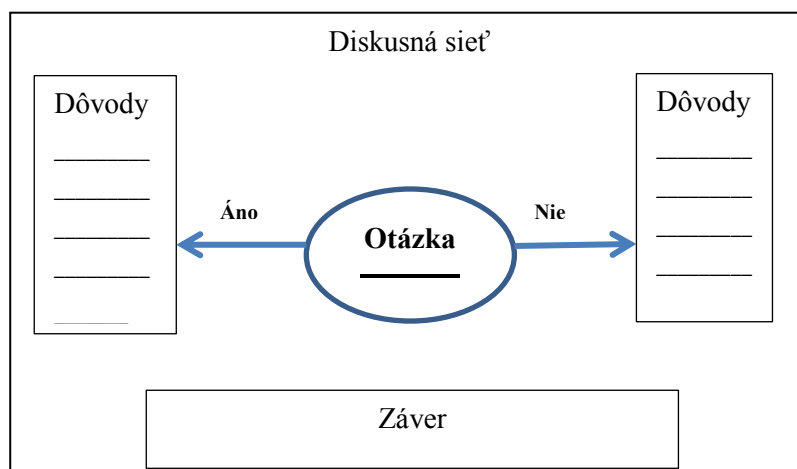 Diskusná sieť
Dôvody
Áno
Otázka
Nie
Dôvody
Záver